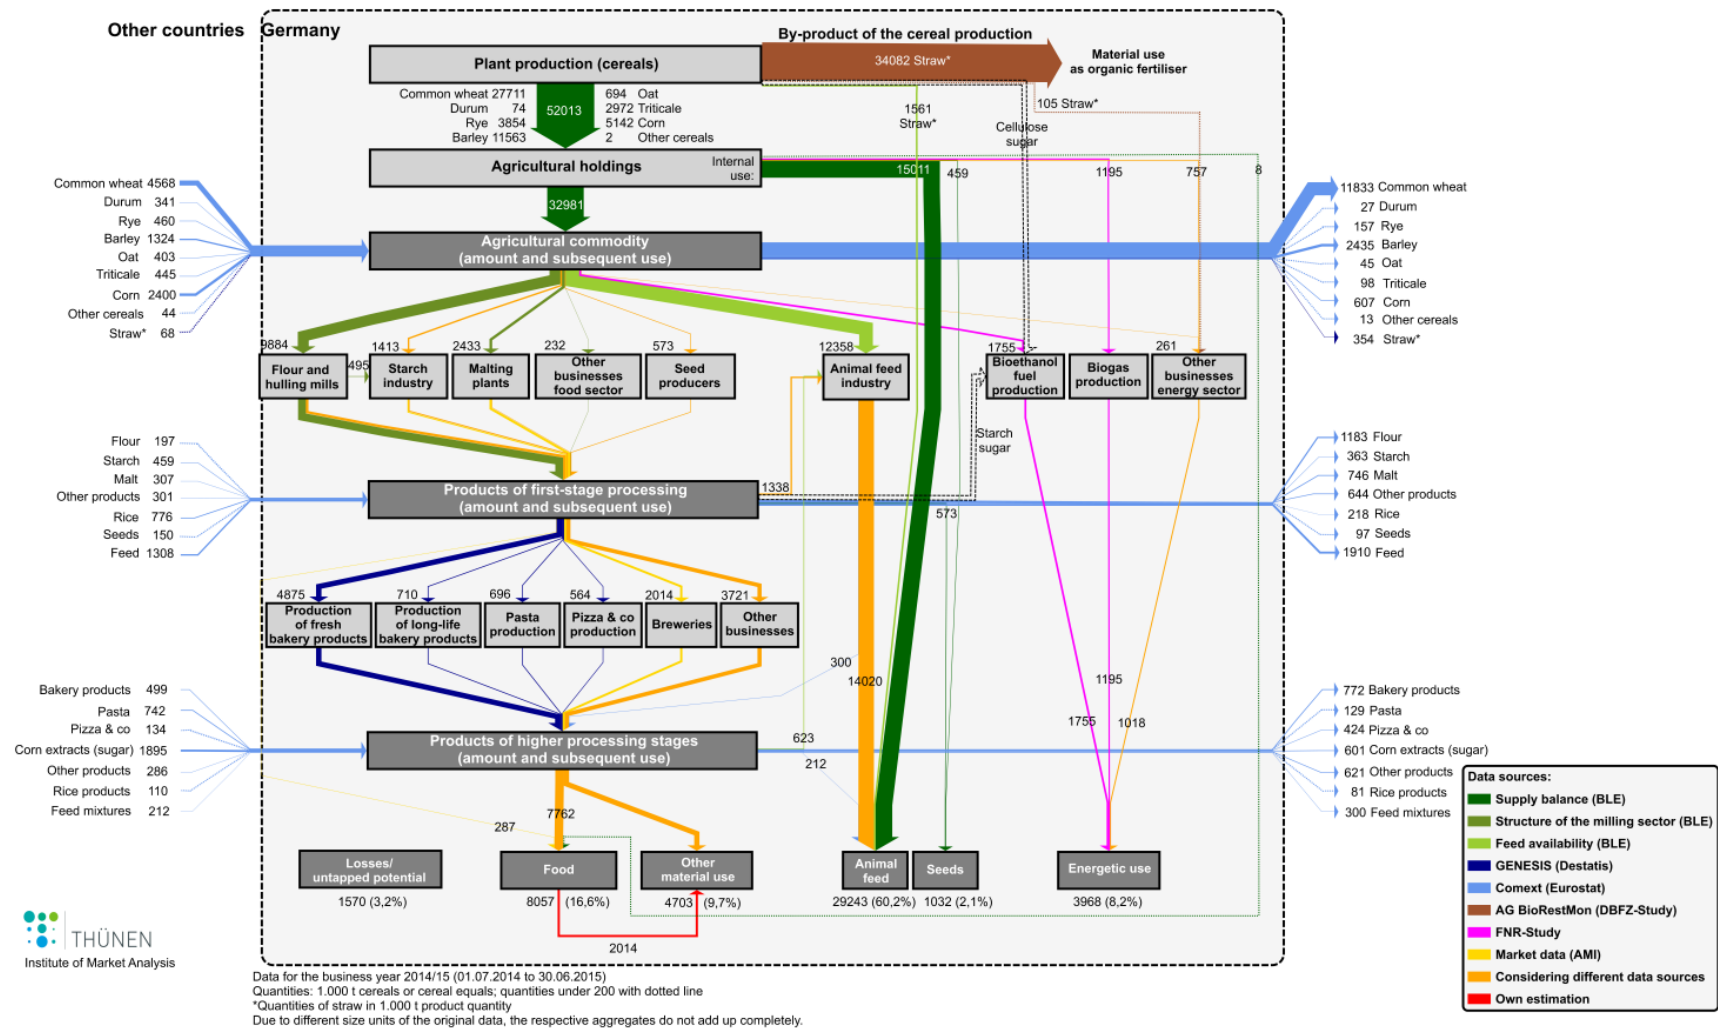 Other countries
Germany
By-product of the cereal production
Plant production (cereals)
34082 Straw*
Material use
as organic fertiliser
Common wheat 27711
Durum 74
Rye 3854
Barley 11563
52013
694 Oat
2972 Triticale
5142 Corn
2 Other cereals
1561
Straw*
Cellulose
sugar
105 Straw*
Agricultural holdings
Internal
use:
15011
459
1195
757
8
32981
Common wheat 4568
Durum 341
Rye 460
Barley 1324
Oat 403
Triticale 445
Corn 2400
Other cereals 44
Straw* 68
Agricultural commodity
(amount and subsequent use)
11833 Common wheat
27 Durum
157 Rye
2435 Barley
45 Oat
98 Triticale
607 Corn
13 Other cereals
354 Straw*
9884
Flour and
hulling mills
495
1413
Starch
industry
2433
Malting
plants
232
Other
businesses
food sector
573
Seed
producers
12358
Animal feed
industry
1755
Bioethanol
fuel
production
Biogas
production
261
Other
businesses
energy sector
Starch
sugar
Flour 197
Starch 459
Malt 307
Other products 301
Rice 776
Seeds 150
Feed 1308
Products of first-stage processing
(amount and subsequent use)
1338
573
1183 Flour
363 Starch
746 Malt
644 Other products
218 Rice
97 Seeds
1910 Feed
4875
Production
of fresh
bakery products
710
Production
of long-life
bakery products
696
Pasta
production
564
Pizza & co
production
2014
Breweries
3721
Other
businesses
300
14020
1195
1755
1018
Bakery products 499
Pasta 742
Pizza & co 134
Corn extracts (sugar) 1895
Other products 286
Rice products 110
Feed mixtures 212
Products of higher processing stages
(amount and subsequent use)
623
212
772 Bakery products
129 Pasta
424 Pizza & co
601 Corn extracts (sugar)
621 Other products
81 Rice products
300 Feed mixtures
7762
287
Losses/
untapped potential
1570 (3,2%)
Food
8057 (16,6%)
Other
material use
4703 (9,7%)
2014
Animal
feed
29243 (60,2%)
Seeds
1032 (2,1%)
Energetic use
3968 (8,2%)
Data sources:
Supply balance (BLE)
Structure of the milling sector (BLE)
Feed availability (BLE)
GENESIS (Destatis)
Comext (Eurostat)
AG BioRestMon (DBFZ-Study)
FNR-Study
Market data (AMI)
Considering different data sources
Own estimation
THÜNEN
Institute of Market Analysis
Data for the business year 2014/15 (01.07.2014 to 30.06.2015)
Quantities: 1.000 t cereals or cereal equals; quantities under 200 with dotted line
*Quantities of straw in 1.000 t product quantity
Due to different size units of the original data, the respective aggregates do not add up completely.